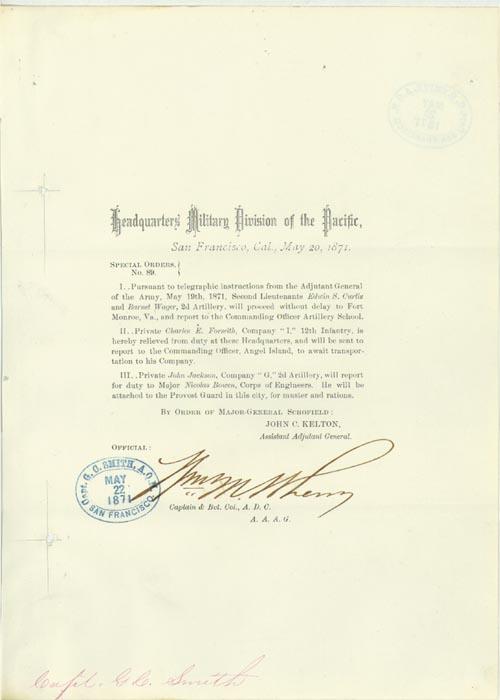 Headquarters Military Division of the Pacific,
San Francisco, Cal., May 20, 1871.
SPECIAL ORDERS,
No. 89.
I. . Pursuant to telegraphic instructions from the Adjutant General
of the Army, May 19th, 1871, Second Lieutenants Edwin S. Curtis
and Barnet Wager, 2d Artillery, will proceed without delay to Fort
Monroe, Va., and report to the Commanding Officer Artillery School.
II. . Private Charles E. Forseith, Company "I," 12th Infantry, is
hereby relieved from duty at these Headquarters, and will be sent to
report to the Commanding Officer, Angel Island, to await transpor-
tation to his Company.
III. . Private John Jackson, Company "G," 2d Artillery, will report
for duty to Major Nicolas Bowen, Corps of Engineers. He will be
attached to the Provost Guard in this city, for muster and rations.
BY ORDER OF MAJOR-GENERAL SCHOFIELD:
JOHN C. KELTON,
Assistant Adjutant General.
OFFICIAL:
Wm. M. Wherry
Capt. G. C. SMITH, A. Q. M.
MAY
22
1871
SAN FRANCISCO
Captain & Bvt. Col., A. D. C.
A. A. A. G.
Capt. G. C. Smith